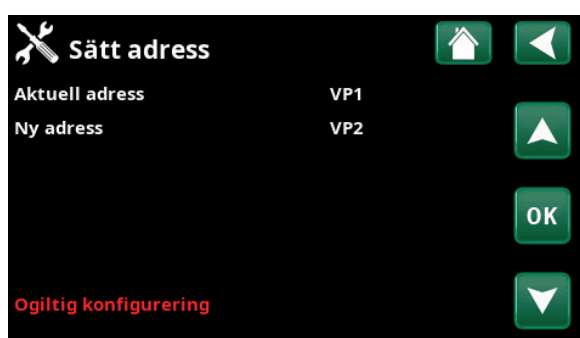 Sätt adress
Aktuell adress VP1
Ny adress VP2
OK
Ogiltig konfigurering